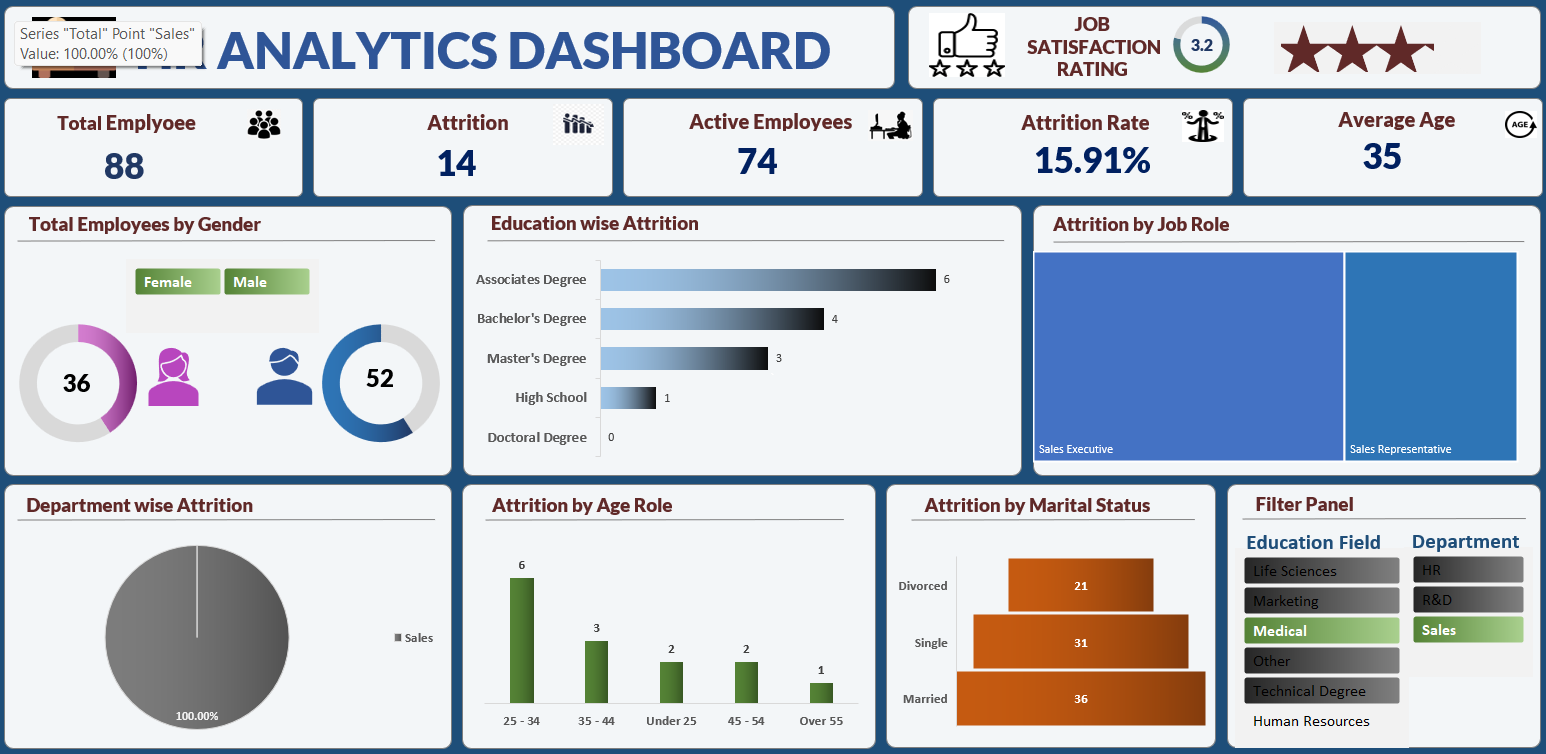 Series "Total" Point "Sales"
Value: 100.00% (100%)
ANALYTICS DASHBOARD
JOB
SATISFACTION
RATING
3.2
Total Emplyoee
88
Attrition
14
Active Employees
74
Attrition Rate
% %
15.91%
Average Age
AGE
35
Total Employees by Gender
Female
Male
36
52
Education wise Attrition
Associates Degree
6
Bachelor's Degree
4
Master's Degree
3
High School
1
Doctoral Degree
0
Attrition by Job Role
Sales Executive
Sales Representative
Department wise Attrition
Sales
100.00%
Attrition by Age Role
6
3
2
2
1
25 - 34
35 - 44
Under 25
45 - 54
Over 55
Attrition by Marital Status
Divorced
21
Single
31
Married
36
Filter Panel
Education Field
Life Sciences
Marketing
Medical
Other
Technical Degree
Human Resources
Department
HR
R&D
Sales